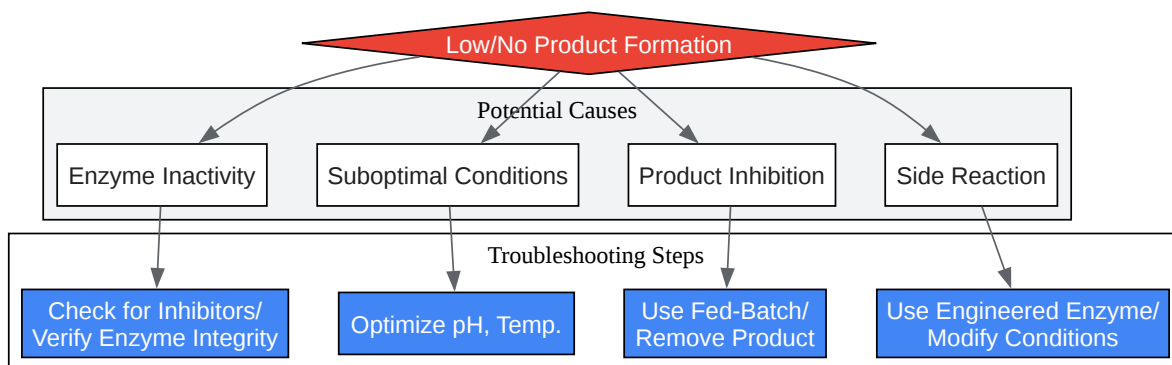 Low/No Product Formation
Potential Causes
Enzyme Inactivity
Suboptimal Conditions
Product Inhibition
Side Reaction
Troubleshooting Steps
Check for Inhibitors/
Verify Enzyme Integrity
Optimize pH, Temp.
Use Fed-Batch/
Remove Product
Use Engineered Enzyme/
Modify Conditions